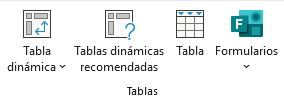 Tabla
dinámica
Tablas dinámicas
recomendadas
Tabla
Formularios
F
Tablas